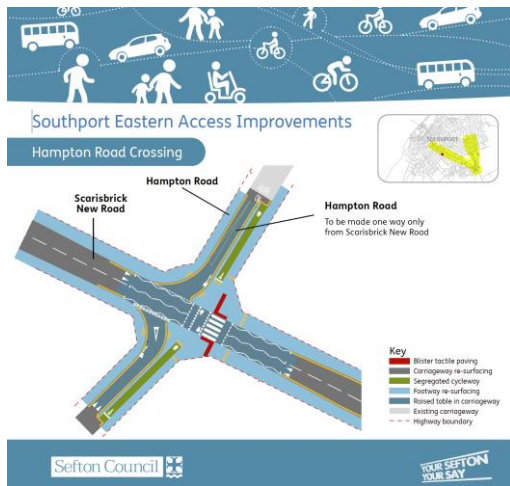 Southport Eastern Access Improvements
Hampton Road Crossing
SOUTHPORT
Hampton Road
Scarisbrick
New Road
Hampton Road
To be made one way only
from Scarisbrick New Road
Key
Blister tactile paving
Carriageway re-surfacing
Segregated cycleway
Footway re-surfacing
Raised table in carriageway
Existing carriageway
Highway boundary
Sefton Council
YOUR SEFTON
YOUR SAY